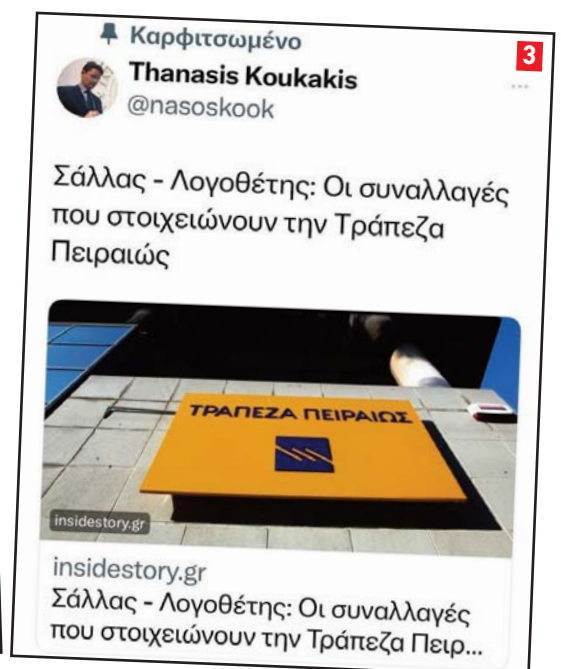 Καρφιτσωμένο
3
Thanasis Koukakis
@nasoskook
Σάλλας - Λογοθέτης: Οι συναλλαγές
που στοιχειώνουν την Τράπεζα
Πειραιώς
ΤΡΑΠΕΖΑ ΠΕΙΡΑΙΩΣ
insidestory.gr
insidestory.gr
Σάλλας - Λογοθέτης: Οι συναλλαγές
που στοιχειώνουν την Τράπεζα Πειρ...